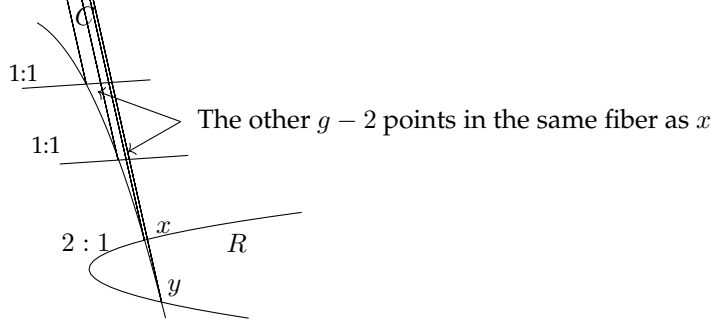 C
1:1
The other g − 2 points in the same fiber as x
1:1
x
2 : 1
R
y